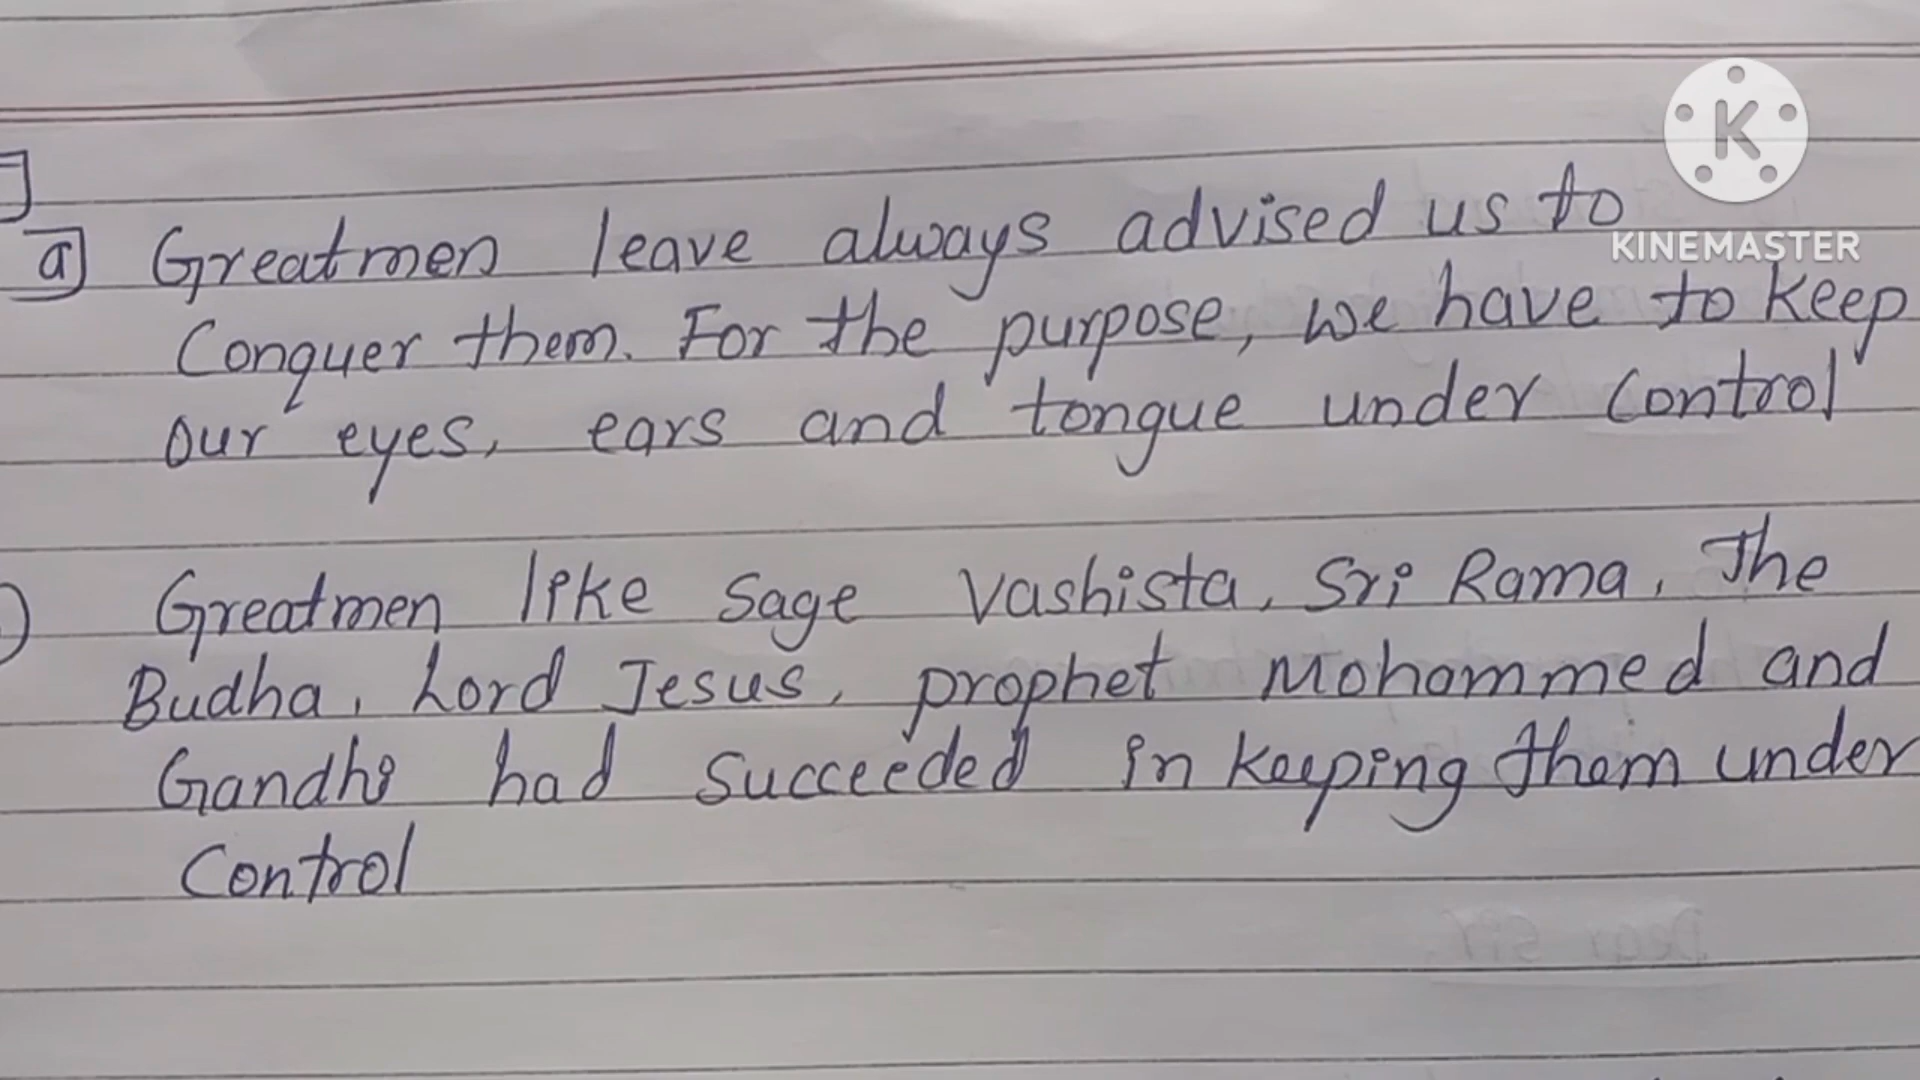 K
KINEMASTER
a) Greatmen leave always advised us to
Conquer them. For the purpose, we have to keep
our eyes, ears and tongue under control
Greatmen like Sage Vashista, Sri Rama, The
Budha, Lord Jesus, prophet Mohammed and
Gandhi had succeeded in keeping them under
Control
Dear Sir